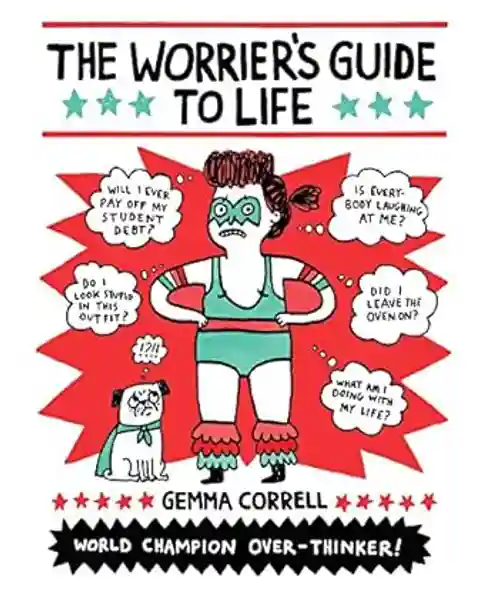 THE WORRIER'S GUIDE
TO LIFE
WILL I EVER
PAY OFF MY
STUDENT
DEBT?
IS EVERY-
BODY LAUGHING
AT ME?
DO I
LOOK STUPID
IN THIS
OUTFIT?
DID I
LEAVE THE
OVEN ON?
!?!!
WHAT AM I
DOING WITH
MY LIFE?
GEMMA CORRELL
WORLD CHAMPION OVER-THINKER!